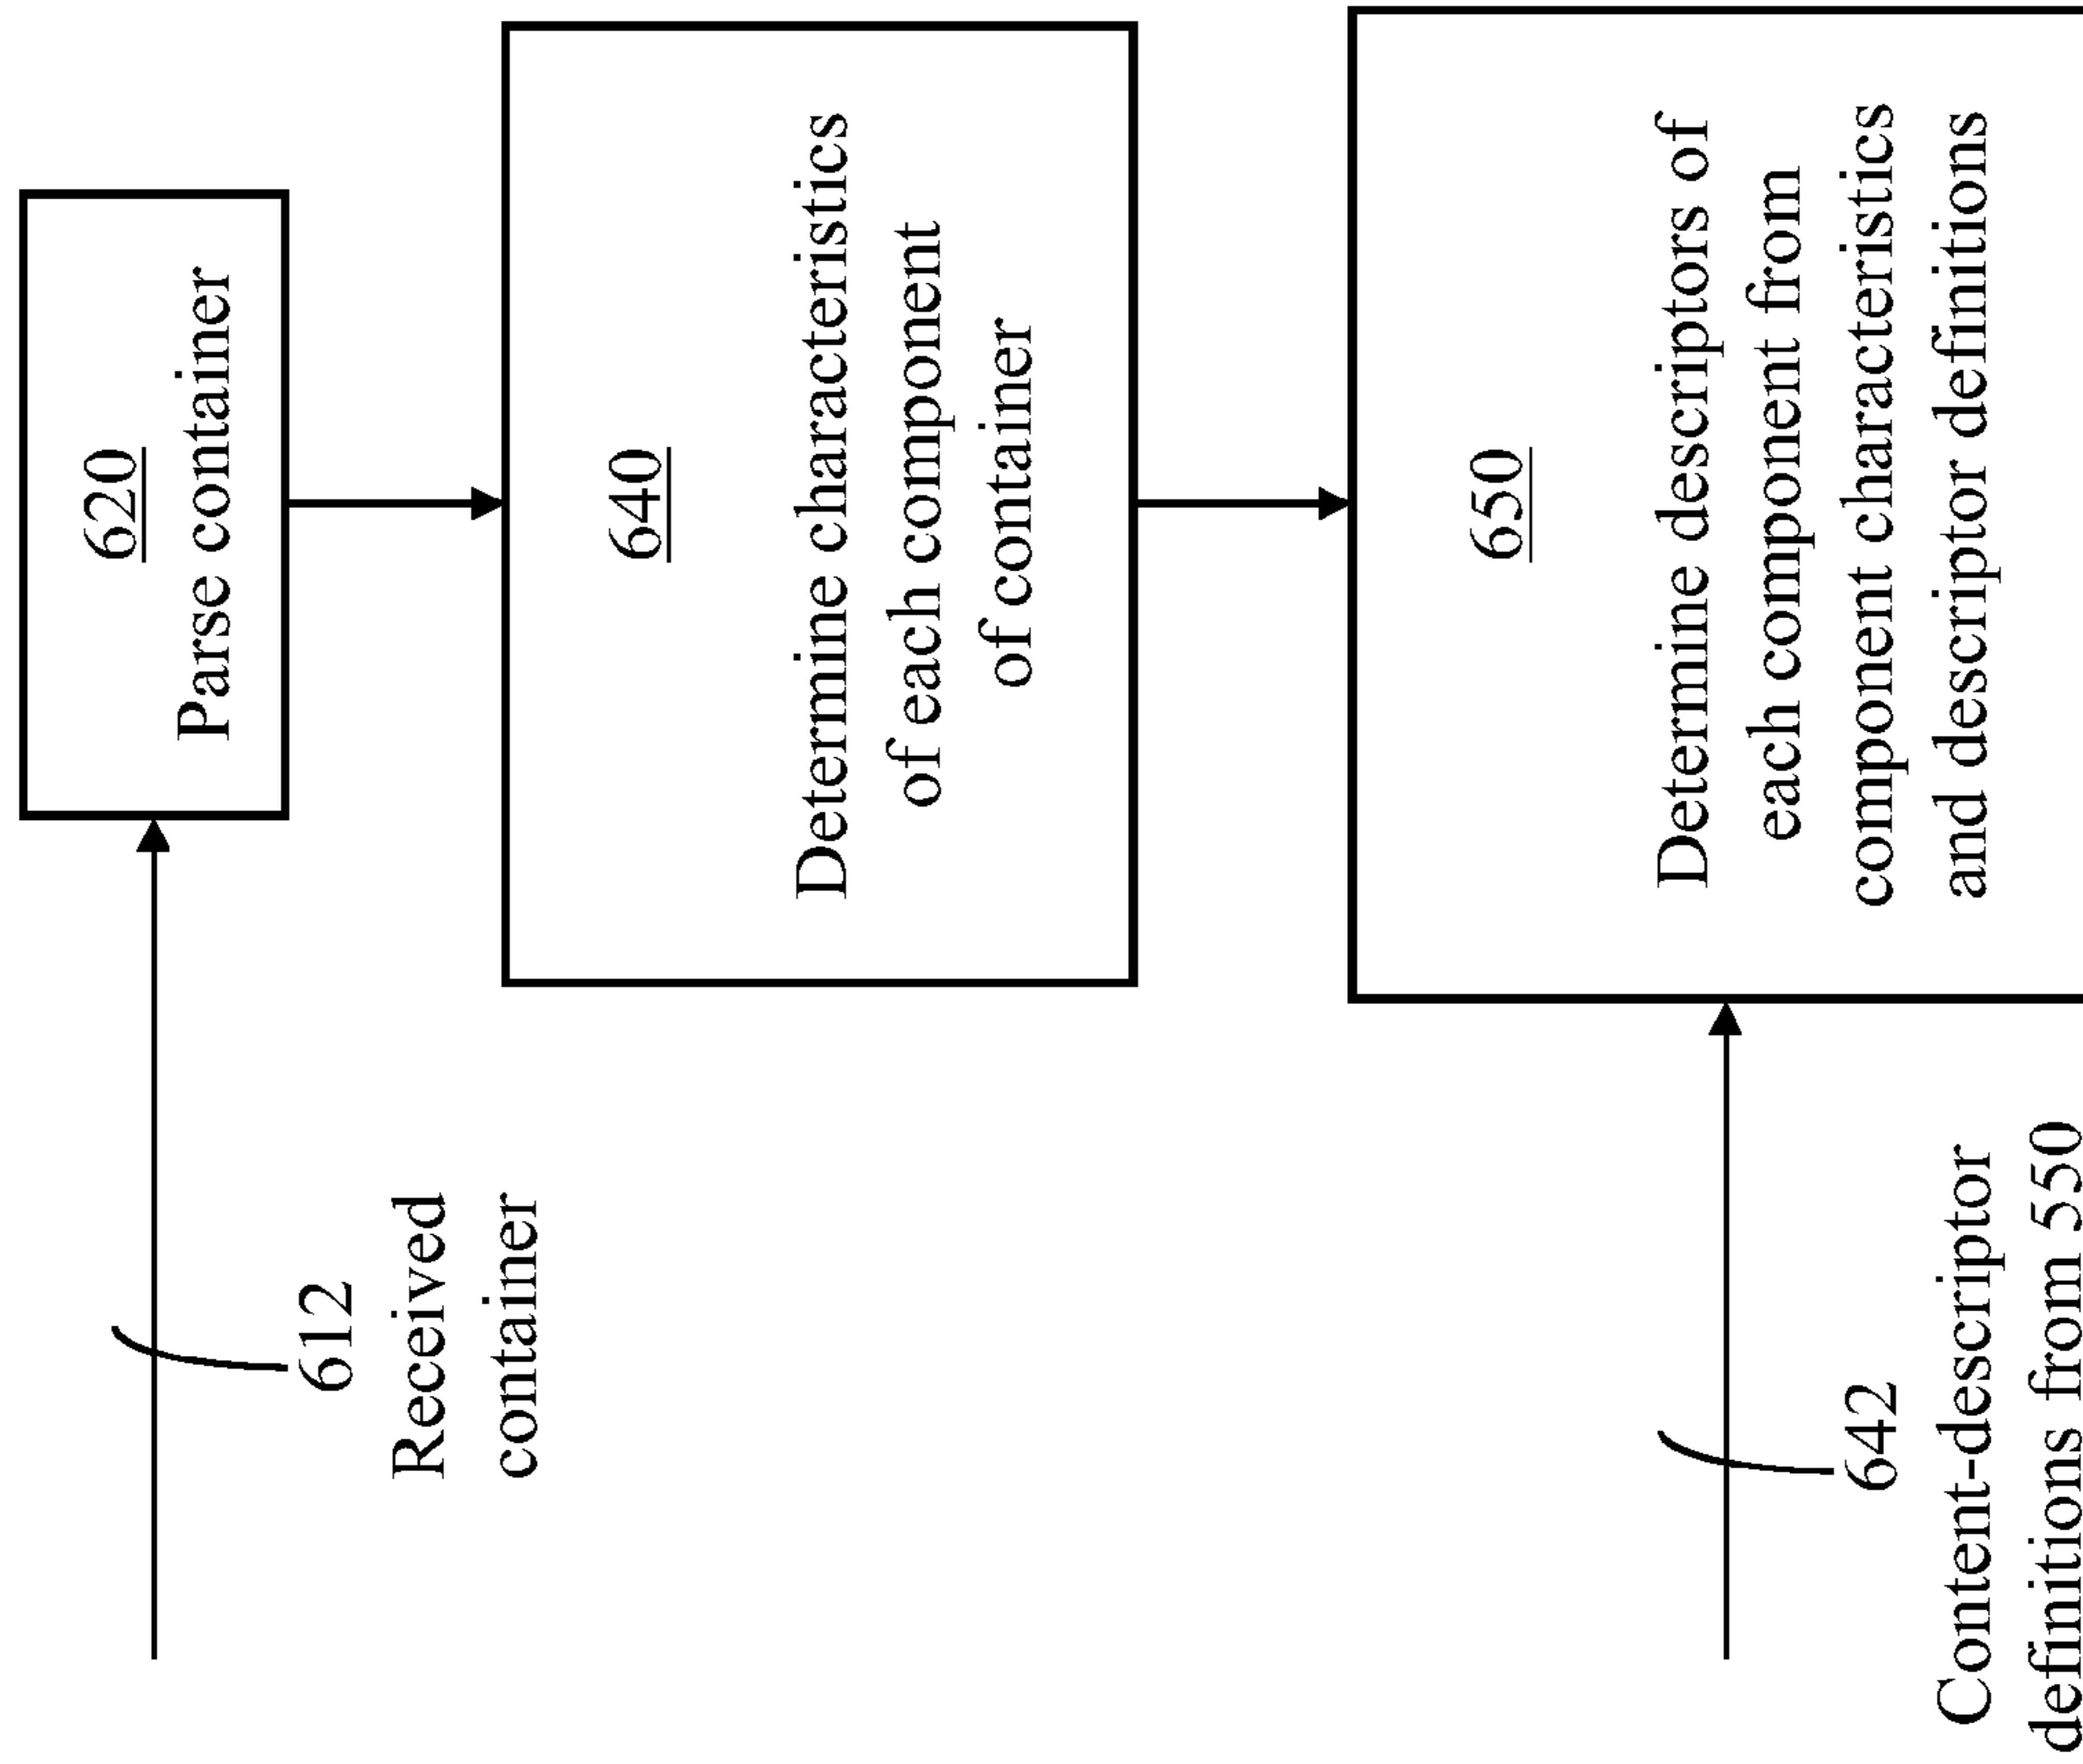 620
Parse container
612
Received
container
640
Determine characteristics
of each component
of container
650
Determine descriptors of
each component from
component characteristics
and descriptor definitions
642
Content-descriptor
definitions from 550